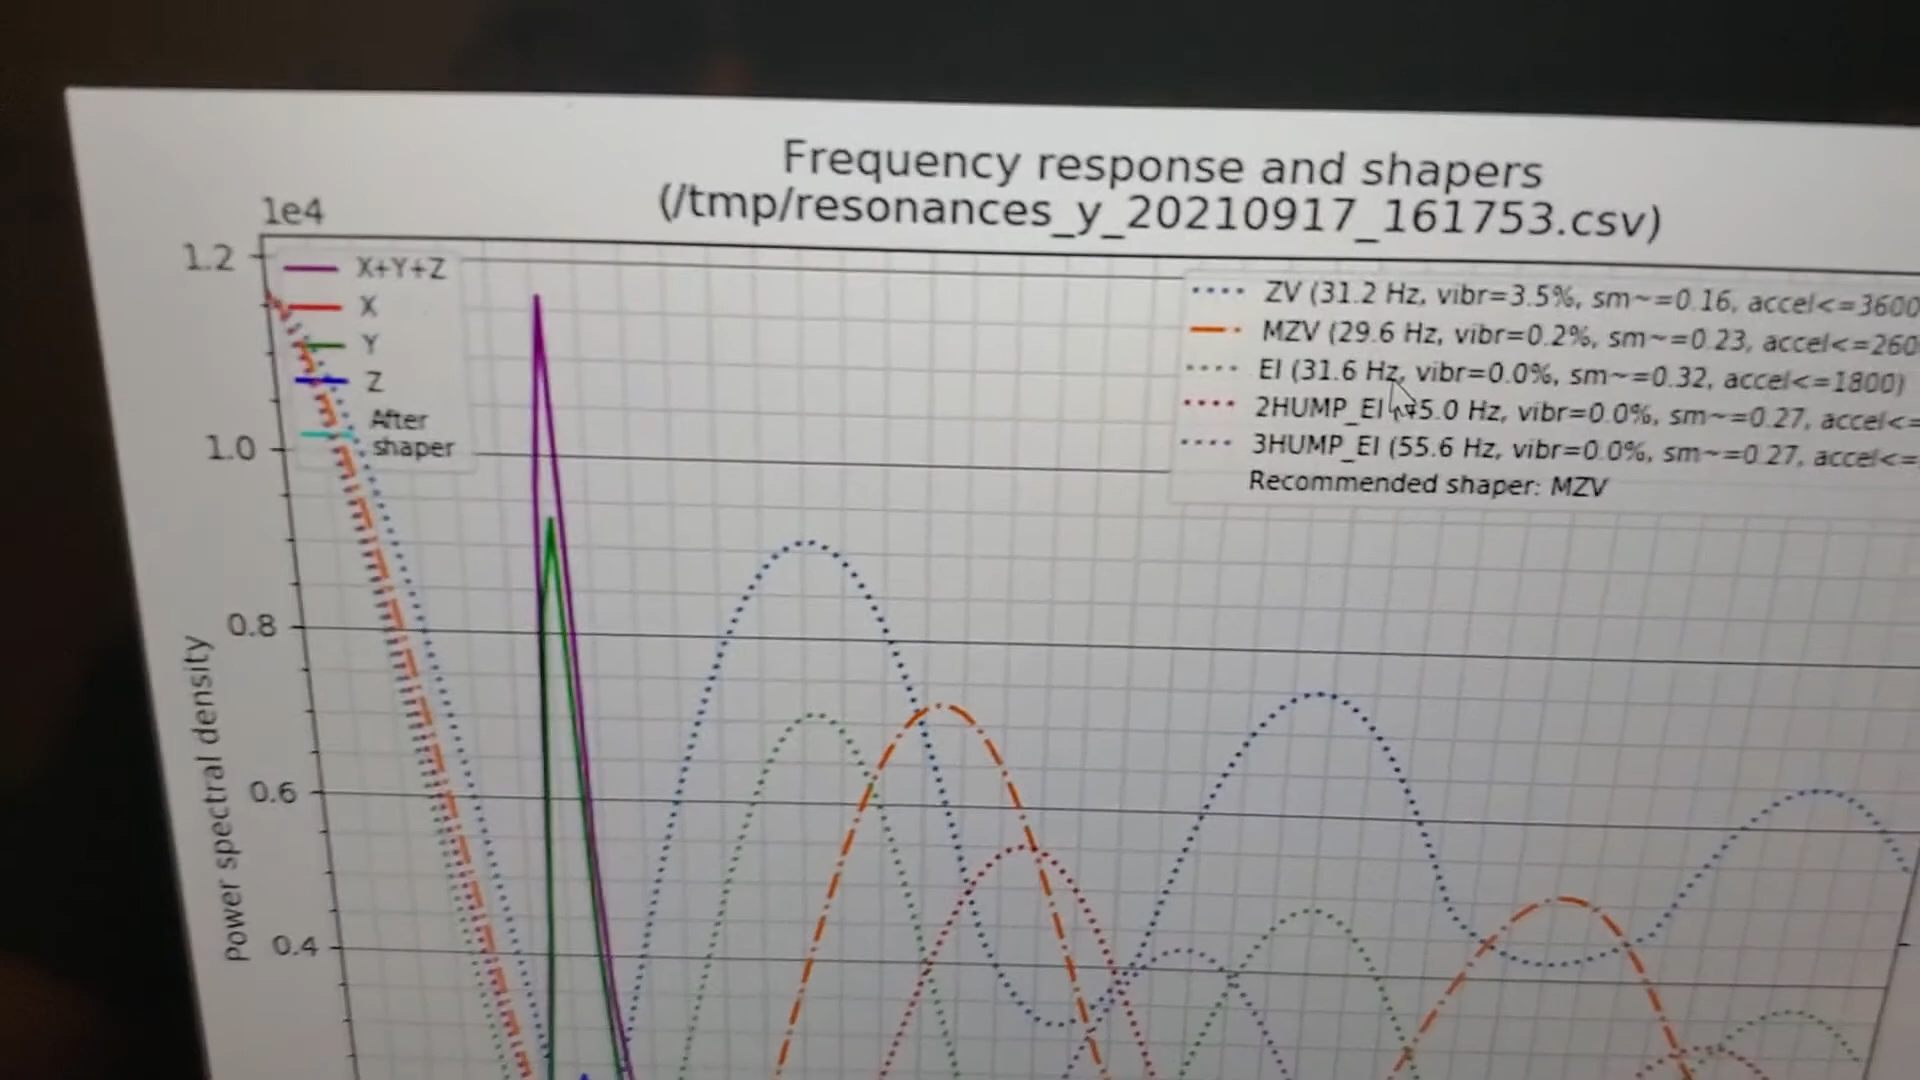 Frequency response and shapers
(/tmp/resonances_y_20210917_161753.csv)
1e4
1.2
1.0
0.8
0.6
0.4
Power spectral density
X+Y+Z
X
Y
Z
After
shaper
ZV (31.2 Hz, vibr=3.5%, sm~=0.16, accel<=3600
MZV (29.6 Hz, vibr=0.2%, sm~=0.23, accel<=260
EI (31.6 Hz, vibr=0.0%, sm~=0.32, accel<=1800)
2HUMP_EI 5.0 Hz, vibr=0.0%, sm~=0.27, accel<=
3HUMP_EI (55.6 Hz, vibr=0.0%, sm~=0.27, accel<=
Recommended shaper: MZV